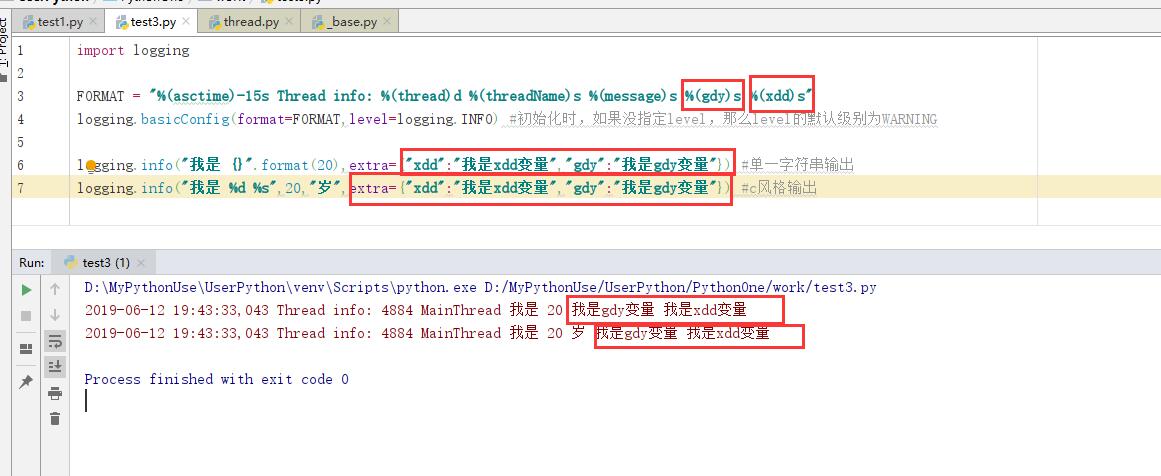 test1.py test3.py thread.py _base.py
1: Project
1 import logging
2
3 FORMAT = "%(asctime)-15s Thread info: %(thread)d %(threadName)s %(message)s %(gdy)s %(xdd)s"
4 logging.basicConfig(format=FORMAT,level=logging.INFO) #初始化时，如果没指定level，那么level的默认级别为WARNING
5
6 logging.info("我是 {}".format(20),extra={"xdd":"我是xdd变量","gdy":"我是gdy变量"}) #单一字符串输出
7 logging.info("我是 %d %s",20,"岁",extra={"xdd":"我是xdd变量","gdy":"我是gdy变量"}) #c风格输出
Run: test3 (1)
D:\MyPythonUse\UserPython\venv\Scripts\python.exe D:/MyPythonUse/UserPython/PythonOne/work/test3.py
2019-06-12 19:43:33,043 Thread info: 4884 MainThread 我是 20 我是gdy变量 我是xdd变量
2019-06-12 19:43:33,043 Thread info: 4884 MainThread 我是 20 岁 我是gdy变量 我是xdd变量
Process finished with exit code 0